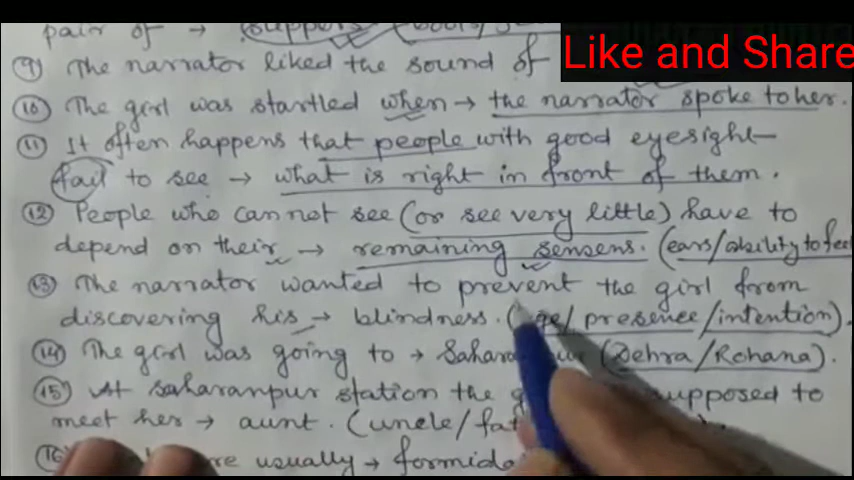 pair of → (slippers
Like and Share
⑨ The narrator liked the sound of
⑩ The girl was startled when → the narrator spoke to her.
⑪ It often happens that people with good eyesight
fail to see → what is right in front of them.
⑫ People who cannot see (or see very little) have to
depend on their → remaining sensens. (ears/ability to feel
⑬ The narrator wanted to prevent the girl from
discovering his → blindness. (age/ presence/intention).
⑭ The girl was going to → Saharanpur (Dehra/Rohana).
⑮ At saharanpur station the supposed to
meet her → aunt. (uncle/
⑯ usually →